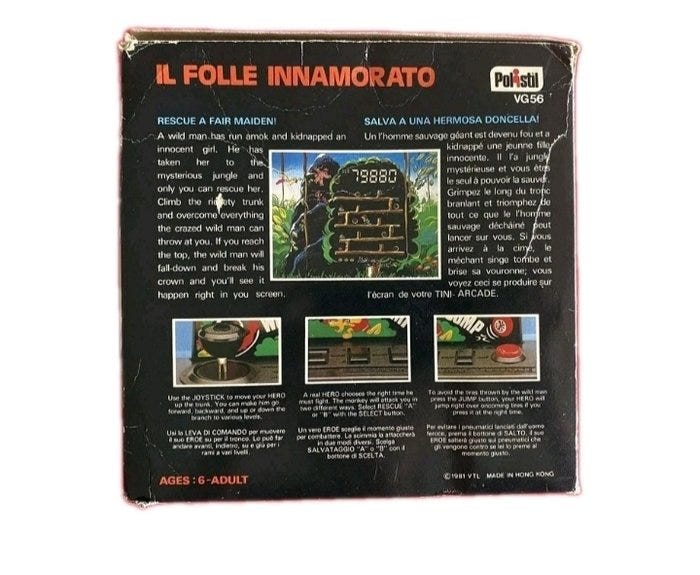 IL FOLLE INNAMORATO
Polistil
VG56
RESCUE A FAIR MAIDEN!
A wild man has run amok and kidnapped an
innocent girl. He has
taken her to the
mysterious jungle and
only you can rescue her.
Climb the rickety trunk
and overcome everything
the crazed wild man can
throw at you. If you reach
the top, the wild man will
fall-down and break his
crown and you'll see it
happen right in you screen.
79880
SALVA A UNA HERMOSA DONCELLA!
Un l'homme sauvage géant est devenu fou et a
kidnappé une jeunne fille
innocente. Il l'a jungle
mystérieuse et vous êtes
le seul à pouvoir la sauver.
Grimpez le long du tronc
branlant et triomphez de
tout ce que le l'homme
sauvage déchaîné peut
lancer sur vous. Si vous
arrivez à la cime, le
méchant singe tombe et
brise sa vouronne; vous
voyez ceci se produire sur
l'écran de votre TINI-ARCADE.
Use the JOYSTICK to move your HERO
up the trunk. You can make him go
forward, backward, and up or down the
branch to various levels.
Usi la LEVA DI COMANDO per muovere
il suo EROE su per il tronco. Lo può far
andare avanti, indietro, su e giù per i
rami a vari livelli.
A real HERO chooses the right time he
must fight. The monkey will attack you in
two different ways. Select RESCUE "A"
or "B" with the SELECT button.
Un vero EROE sceglie il momento giusto
per combattere. La scimmia lo attaccherà
in due modi diversi. Scelga
SALVATAGGIO "A" o "B" con il
bottone di SCELTA.
JUMP
To avoid the tires thrown by the wild man
press the JUMP button, your HERO will
jump right over oncoming tires if you
press it at the right time.
Per evitare i pneumatici lanciati dall'uomo
feroce, prema il bottone di SALTO, il suo
EROE salterà giusto sui pneumatici che
gli vengono contro se lei lo preme al
momento giusto.
AGES : 6-ADULT
©1981 VTL MADE IN HONG KONG